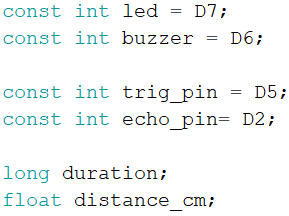 const int led = D7;
const int buzzer = D6;
const int trig_pin = D5;
const int echo_pin= D2;
long duration;
float distance_cm;